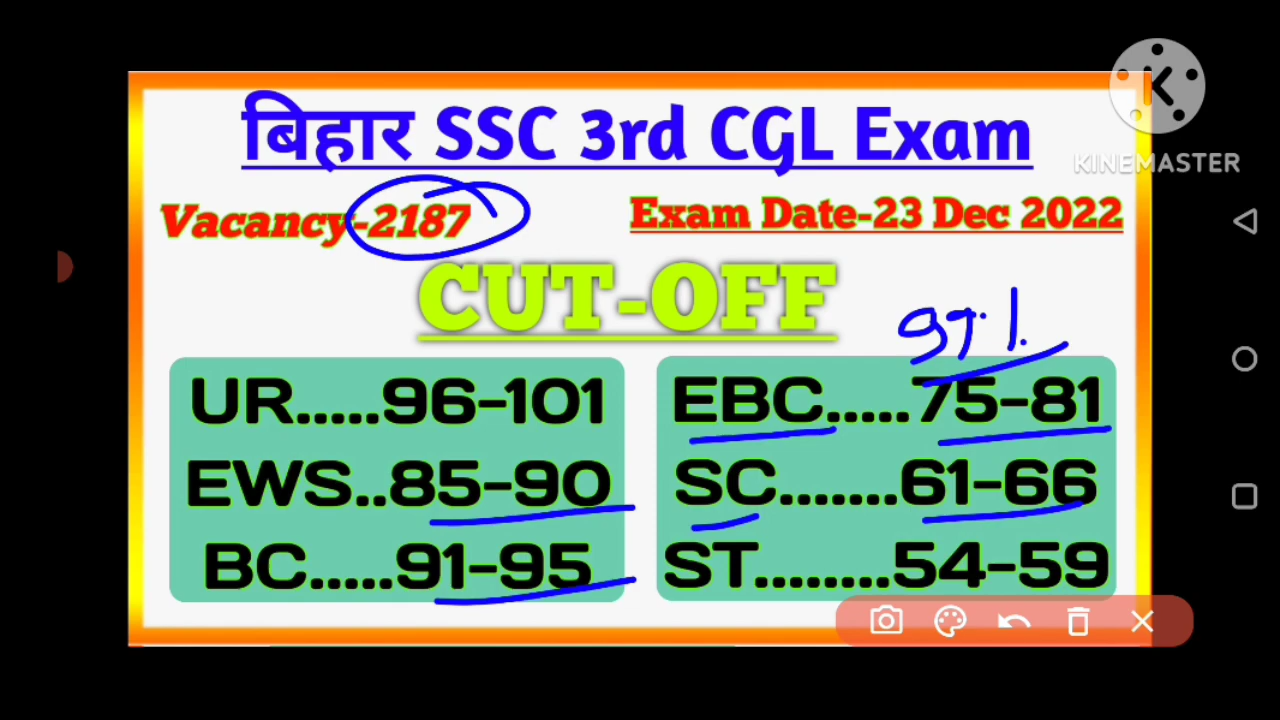 बिहार SSC 3rd CGL Exam
KINEMASTER
Vacancy-2187
Exam Date-23 Dec 2022
CUT-OFF
UR.....96-101
EWS..85-90
BC.....91-95
EBC.....75-81
SC.......61-66
ST........54-59